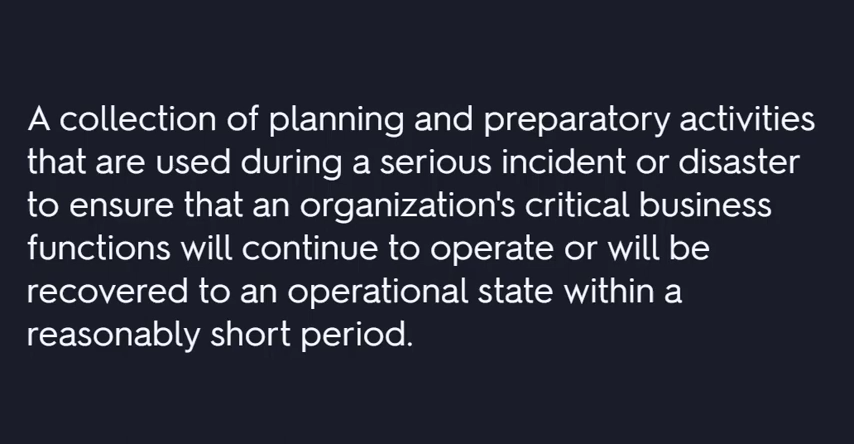 A collection of planning and preparatory activities
that are used during a serious incident or disaster
to ensure that an organization's critical business
functions will continue to operate or will be
recovered to an operational state within a
reasonably short period.